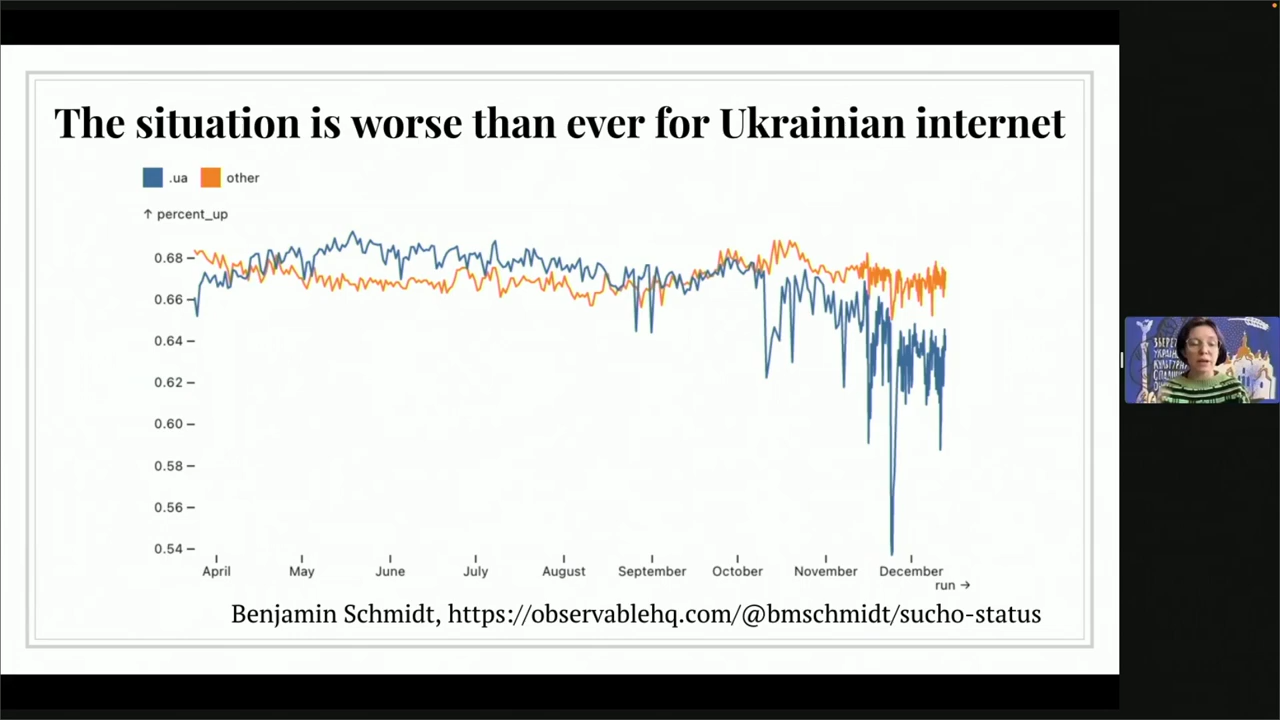 The situation is worse than ever for Ukrainian internet
.ua other
↑ percent_up
0.68
0.66
0.64
0.62
0.60
0.58
0.56
0.54
April May June July August September October November December
run →
Benjamin Schmidt, https://observablehq.com/@bmschmidt/sucho-status